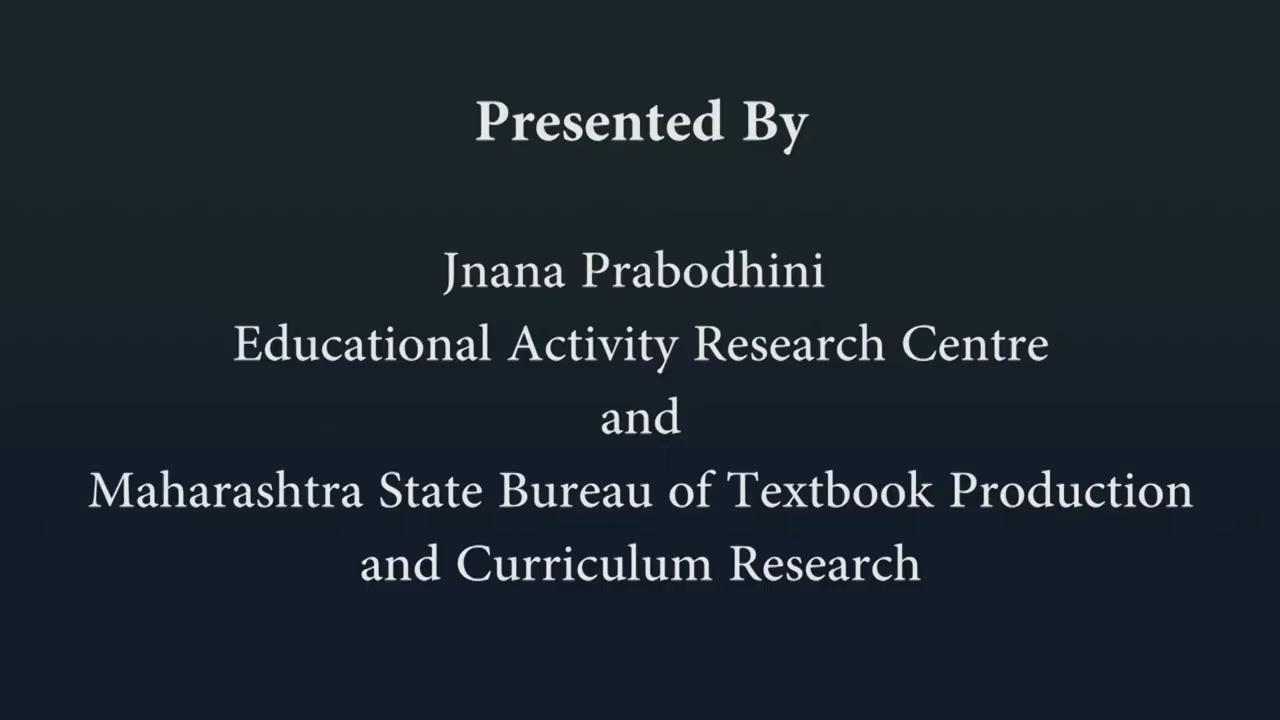 Presented By
Jnana Prabodhini
Educational Activity Research Centre
and
Maharashtra State Bureau of Textbook Production
and Curriculum Research